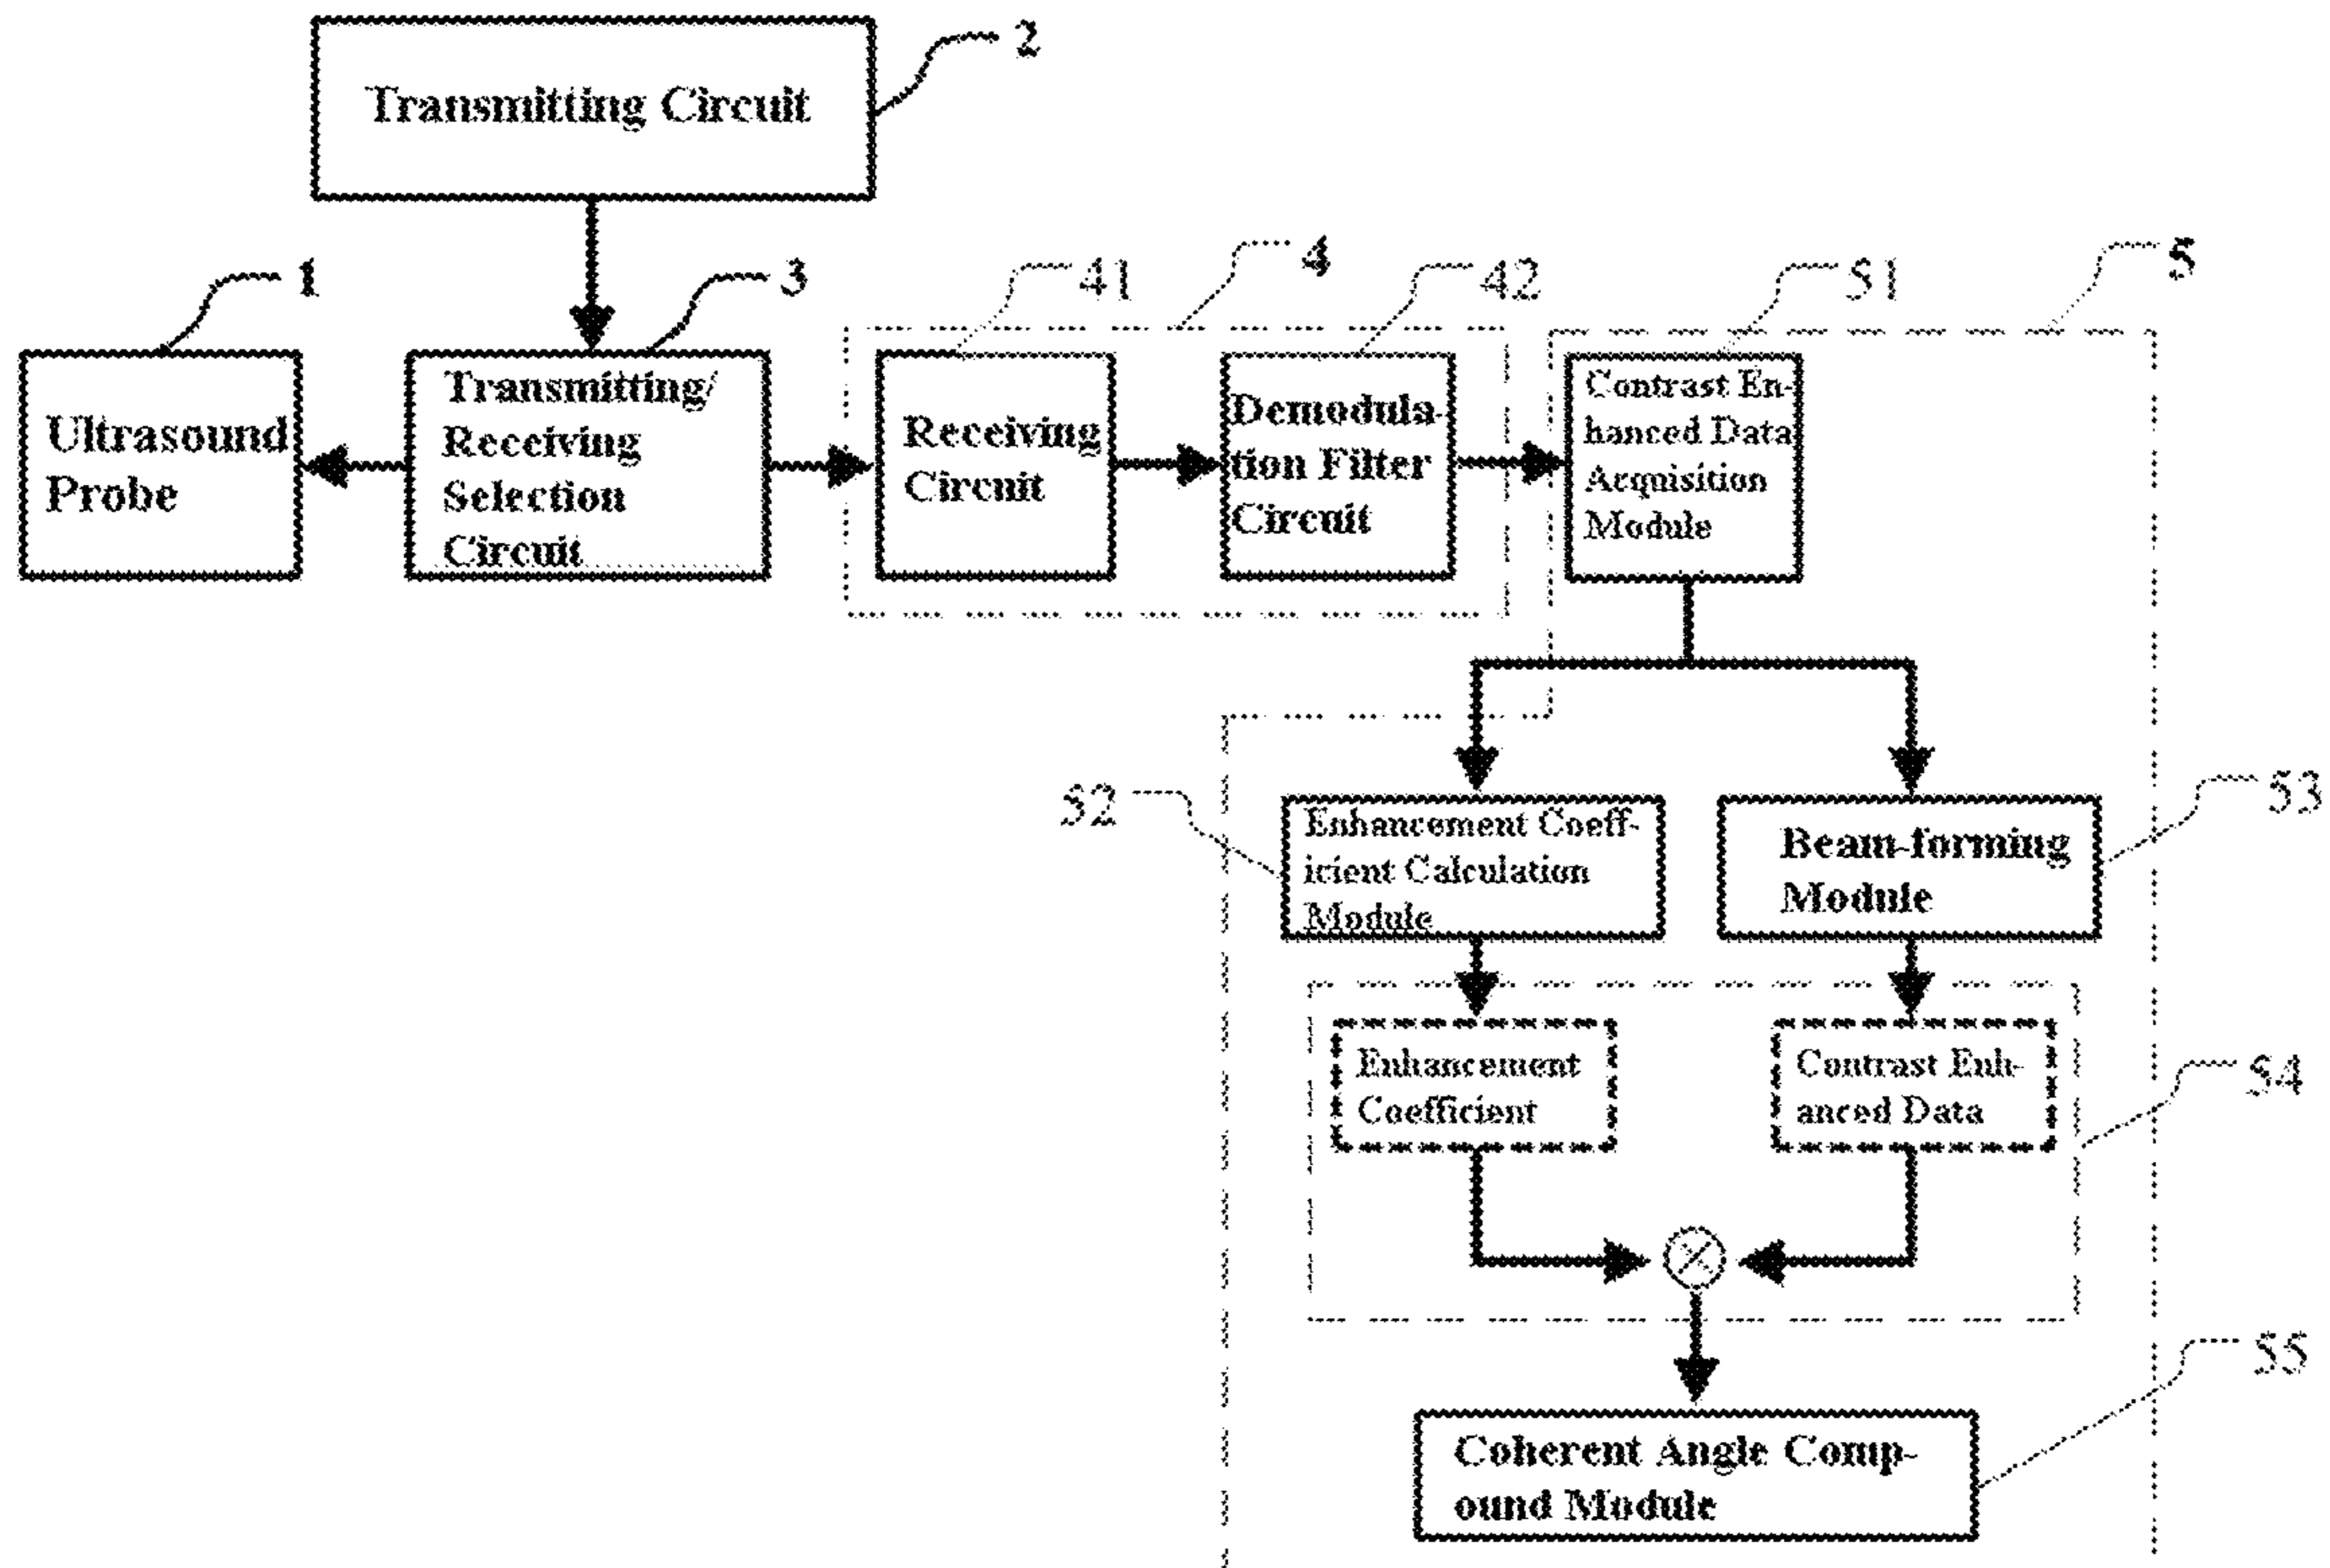 2
Transmitting Circuit
1
3
41
4
42
51
5
Ultrasound
Probe
Transmitting/
Receiving
Selection
Circuit
Receiving
Circuit
Demodula-
tion Filter
Circuit
Contrast En-
hanced Data
Acquisition
Module
52
Enhancement Coeff-
icient Calculation
Module
Beam-forming
Module
53
Enhancement
Coefficient
Contrast Enh-
anced Data
54
55
Coherent Angle Comp-
ound Module